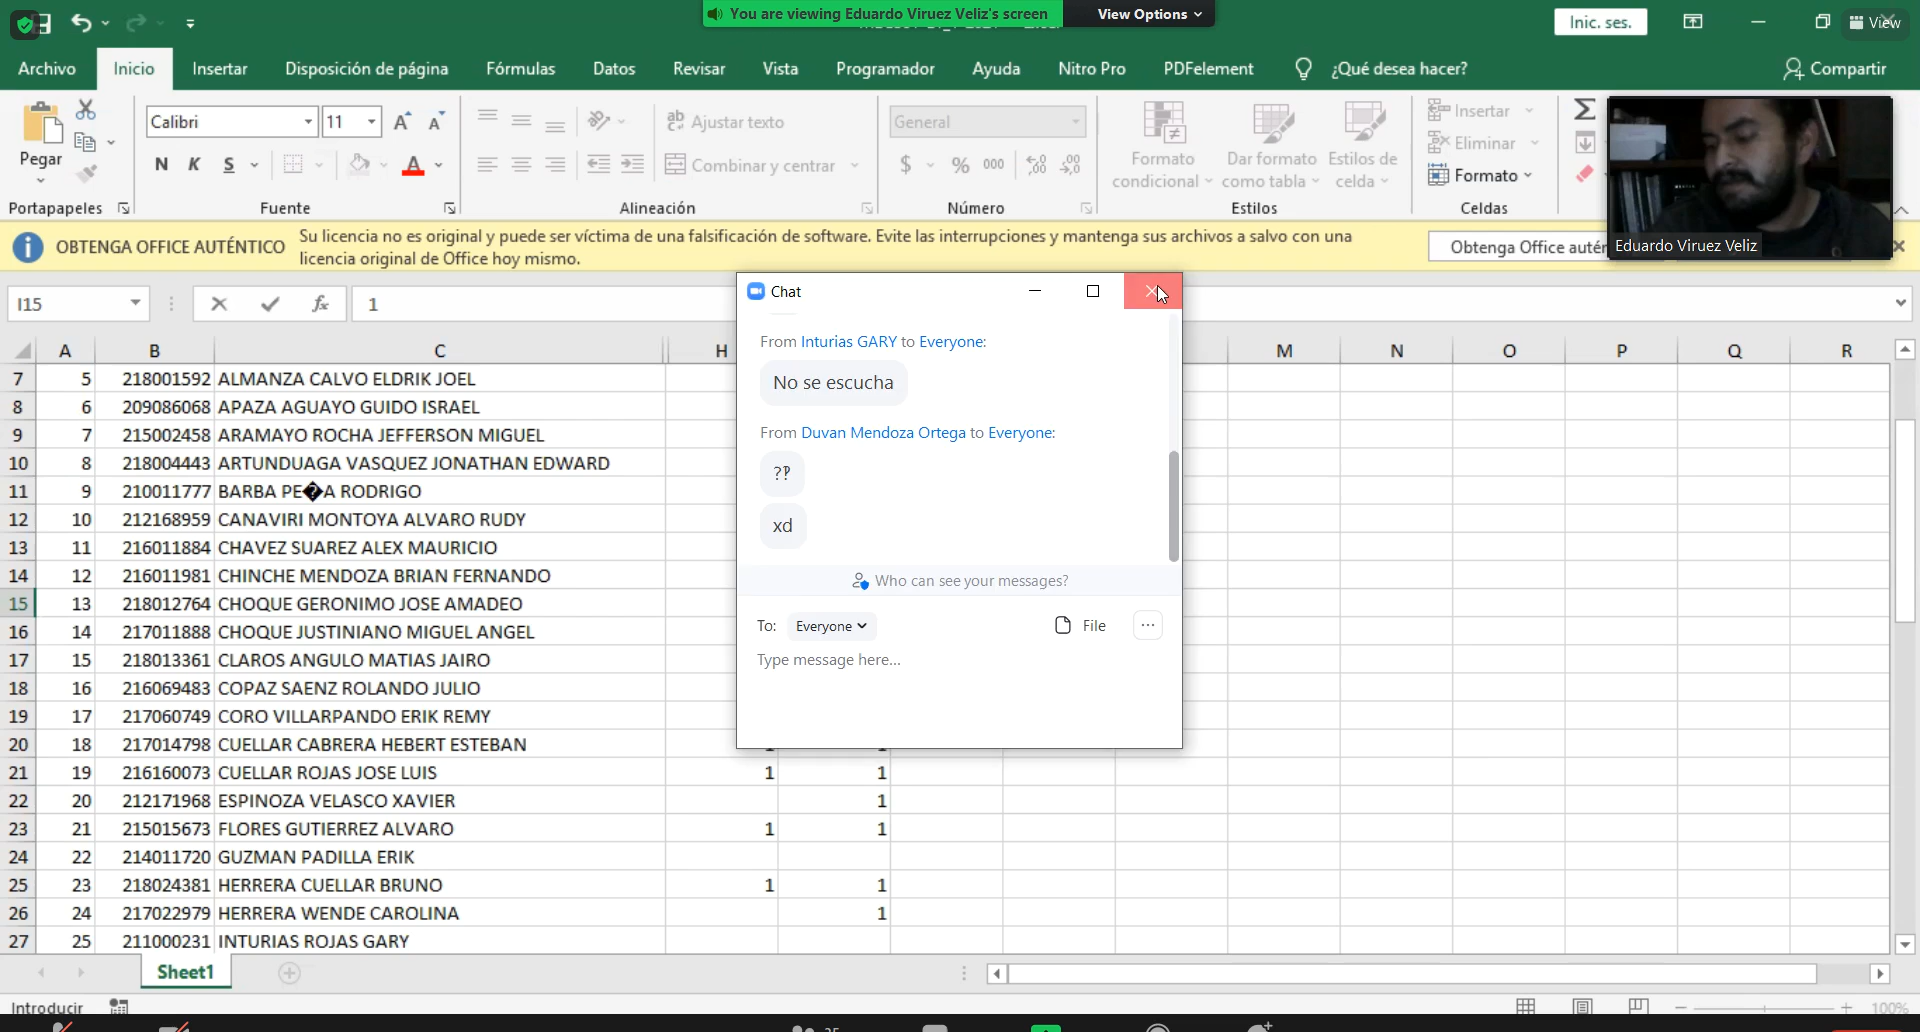 You are viewing Eduardo Viruez Veliz's screen
View Options
Inic. ses.
View
Archivo
Inicio
Insertar
Disposición de página
Fórmulas
Datos
Revisar
Vista
Programador
Ayuda
Nitro Pro
PDFelement
¿Qué desea hacer?
Compartir
Pegar
Calibri
11
Ajustar texto
General
Insertar
Eliminar
Formato
N K S
Combinar y centrar
$ % 000
Formato condicional
Dar formato como tabla
Estilos de celda
Portapapeles
Fuente
Alineación
Número
Estilos
Celdas
Eduardo Viruez Veliz
OBTENGA OFFICE AUTÉNTICO
Su licencia no es original y puede ser víctima de una falsificación de software. Evite las interrupciones y mantenga sus archivos a salvo con una
licencia original de Office hoy mismo.
Obtenga Office autén
I15
fx
1
Chat
From Inturias GARY to Everyone:
No se escucha
From Duvan Mendoza Ortega to Everyone:
??
xd
Who can see your messages?
To: Everyone
File
Type message here...
A B C H M N O P Q R
7 5 218001592 ALMANZA CALVO ELDRIK JOEL
8 6 209086068 APAZA AGUAYO GUIDO ISRAEL
9 7 215002458 ARAMAYO ROCHA JEFFERSON MIGUEL
10 8 218004443 ARTUNDUAGA VASQUEZ JONATHAN EDWARD
11 9 210011777 BARBA PE�A RODRIGO
12 10 212168959 CANAVIRI MONTOYA ALVARO RUDY
13 11 216011884 CHAVEZ SUAREZ ALEX MAURICIO
14 12 216011981 CHINCHE MENDOZA BRIAN FERNANDO
15 13 218012764 CHOQUE GERONIMO JOSE AMADEO
16 14 217011888 CHOQUE JUSTINIANO MIGUEL ANGEL
17 15 218013361 CLAROS ANGULO MATIAS JAIRO
18 16 216069483 COPAZ SAENZ ROLANDO JULIO
19 17 217060749 CORO VILLARPANDO ERIK REMY
20 18 217014798 CUELLAR CABRERA HEBERT ESTEBAN
21 19 216160073 CUELLAR ROJAS JOSE LUIS 1 1
22 20 212171968 ESPINOZA VELASCO XAVIER 1
23 21 215015673 FLORES GUTIERREZ ALVARO 1 1
24 22 214011720 GUZMAN PADILLA ERIK
25 23 218024381 HERRERA CUELLAR BRUNO 1 1
26 24 217022979 HERRERA WENDE CAROLINA 1
27 25 211000231 INTURIAS ROJAS GARY
Sheet1
Introducir
100%